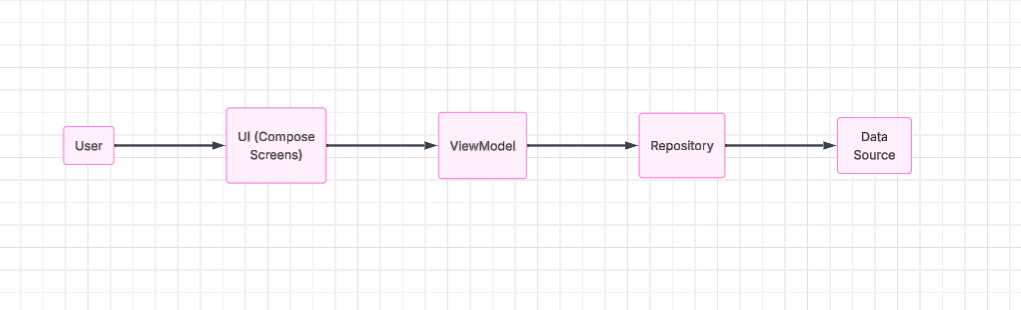 User
UI (Compose
Screens)
ViewModel
Repository
Data
Source